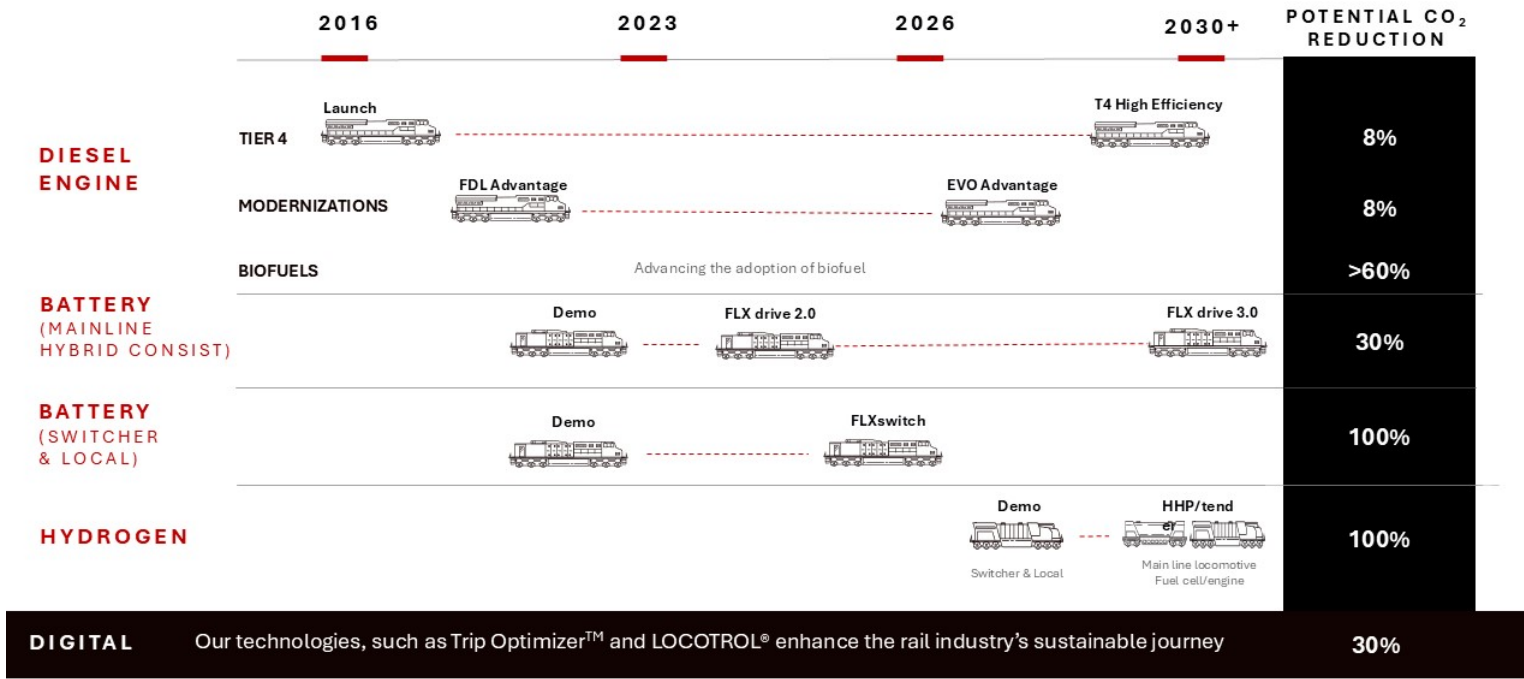 2016 2023 2026 2030+ POTENTIAL CO₂
REDUCTION
Launch T4 High Efficiency
TIER 4 8%
DIESEL
ENGINE
FDL Advantage EVO Advantage
MODERNIZATIONS 8%
BIOFUELS Advancing the adoption of biofuel >60%
BATTERY
(MAINLINE
HYBRID CONSIST)
Demo FLX drive 2.0 FLX drive 3.0
30%
BATTERY
(SWITCHER
& LOCAL)
Demo FLXswitch
100%
HYDROGEN
Demo HHP/tend
er
100%
Switcher & Local
Main line locomotive
Fuel cell/engine
DIGITAL Our technologies, such as Trip Optimizer™ and LOCOTROL® enhance the rail industry’s sustainable journey 30%